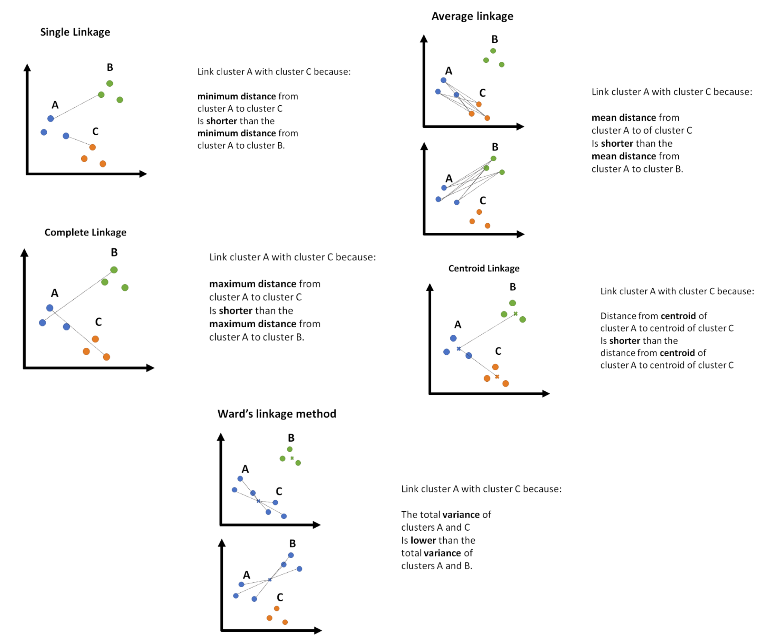 Single Linkage
B
A
C
Link cluster A with cluster C because:
minimum distance from
cluster A to cluster C
Is shorter than the
minimum distance from
cluster A to cluster B.
Average linkage
B
A
C
B
A
C
Link cluster A with cluster C because:
mean distance from
cluster A to of cluster C
Is shorter than the
mean distance from
cluster A to cluster B.
Complete Linkage
B
A
C
Link cluster A with cluster C because:
maximum distance from
cluster A to cluster C
Is shorter than the
maximum distance from
cluster A to cluster B.
Centroid Linkage
B
A
C
Link cluster A with cluster C because:
Distance from centroid of
cluster A to centroid of cluster C
Is shorter than the
distance from centroid of
cluster A to centroid of cluster C
Ward's linkage method
B
A
C
B
A
C
Link cluster A with cluster C because:
The total variance of
clusters A and C
Is lower than the
total variance of
clusters A and B.